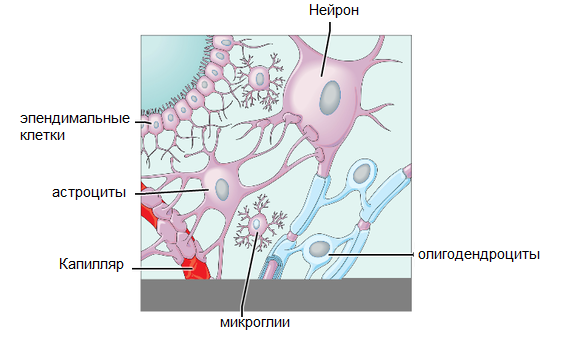 Нейрон
эпендимальные
клетки
астроциты
Капилляр
олигодендроциты
микроглии